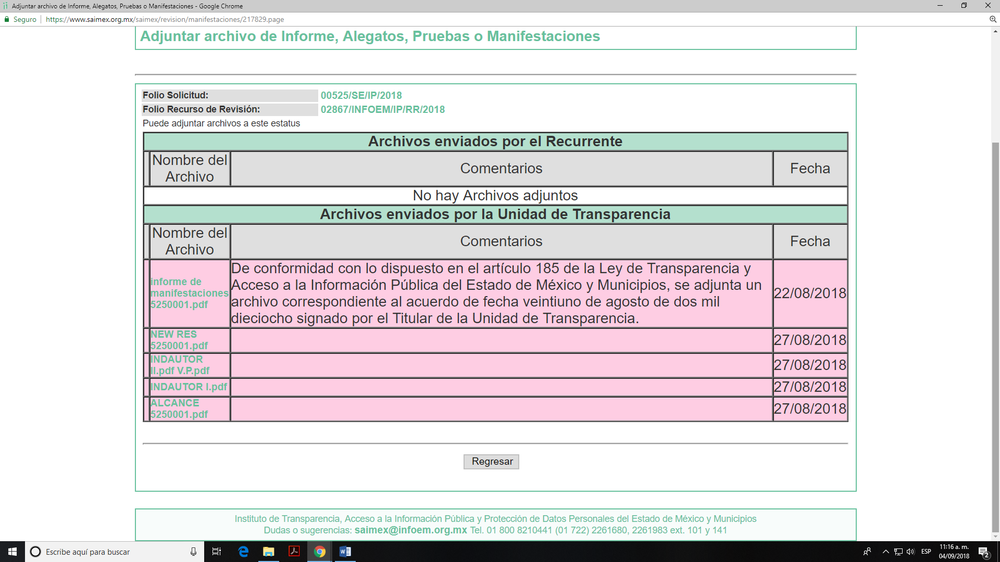 Adjuntar archivo de Informe, Alegatos, Pruebas o Manifestaciones - Google Chrome
Seguro
https://www.saimex.org.mx/saimex/revision/manifestaciones/217829.page
Adjuntar archivo de Informe, Alegatos, Pruebas o Manifestaciones
Folio Solicitud: 00525/SE/IP/2018
Folio Recurso de Revisión: 02867/INFOEM/IP/RR/2018
Puede adjuntar archivos a este estatus
Archivos enviados por el Recurrente
Nombre del
Archivo
Comentarios
Fecha
No hay Archivos adjuntos
Archivos enviados por la Unidad de Transparencia
Nombre del
Archivo
Comentarios
Fecha
informe de
manifestaciones
5250001.pdf
De conformidad con lo dispuesto en el artículo 185 de la Ley de Transparencia y
Acceso a la Información Pública del Estado de México y Municipios, se adjunta un
archivo correspondiente al acuerdo de fecha veintiuno de agosto de dos mil
dieciocho signado por el Titular de la Unidad de Transparencia.
22/08/2018
NEW RES
5250001.pdf
27/08/2018
INDAUTOR
II.pdf V.P.pdf
27/08/2018
INDAUTOR I.pdf
27/08/2018
ALCANCE
5250001.pdf
27/08/2018
Regresar
Instituto de Transparencia, Acceso a la Información Pública y Protección de Datos Personales del Estado de México y Municipios
Dudas o sugerencias: saimex@infoem.org.mx Tel. 01 800 8210441 (01 722) 2261680, 2261983 ext. 101 y 141
Escribe aquí para buscar
ESP
11:16 a. m.
04/09/2018
2